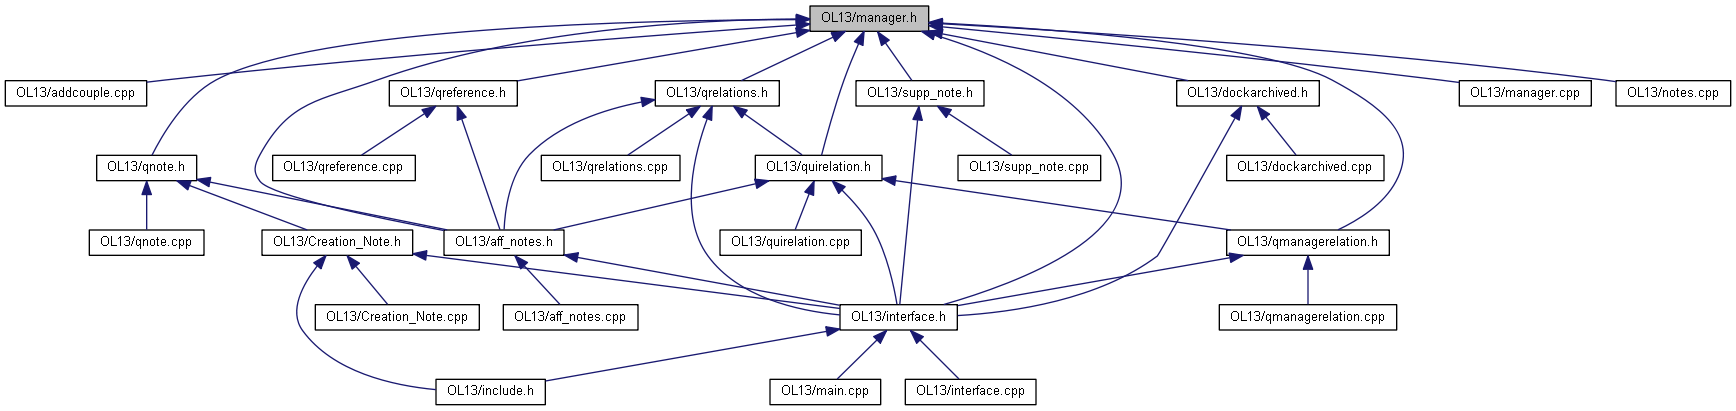 OL13/manager.h
OL13/addcouple.cpp
OL13/qreference.h
OL13/qrelations.h
OL13/supp_note.h
OL13/dockarchived.h
OL13/manager.cpp
OL13/notes.cpp
OL13/qnote.h
OL13/qreference.cpp
OL13/qrelations.cpp
OL13/quirelation.h
OL13/supp_note.cpp
OL13/dockarchived.cpp
OL13/qnote.cpp
OL13/Creation_Note.h
OL13/aff_notes.h
OL13/quirelation.cpp
OL13/qmanagerelation.h
OL13/Creation_Note.cpp
OL13/aff_notes.cpp
OL13/interface.h
OL13/qmanagerelation.cpp
OL13/include.h
OL13/main.cpp
OL13/interface.cpp